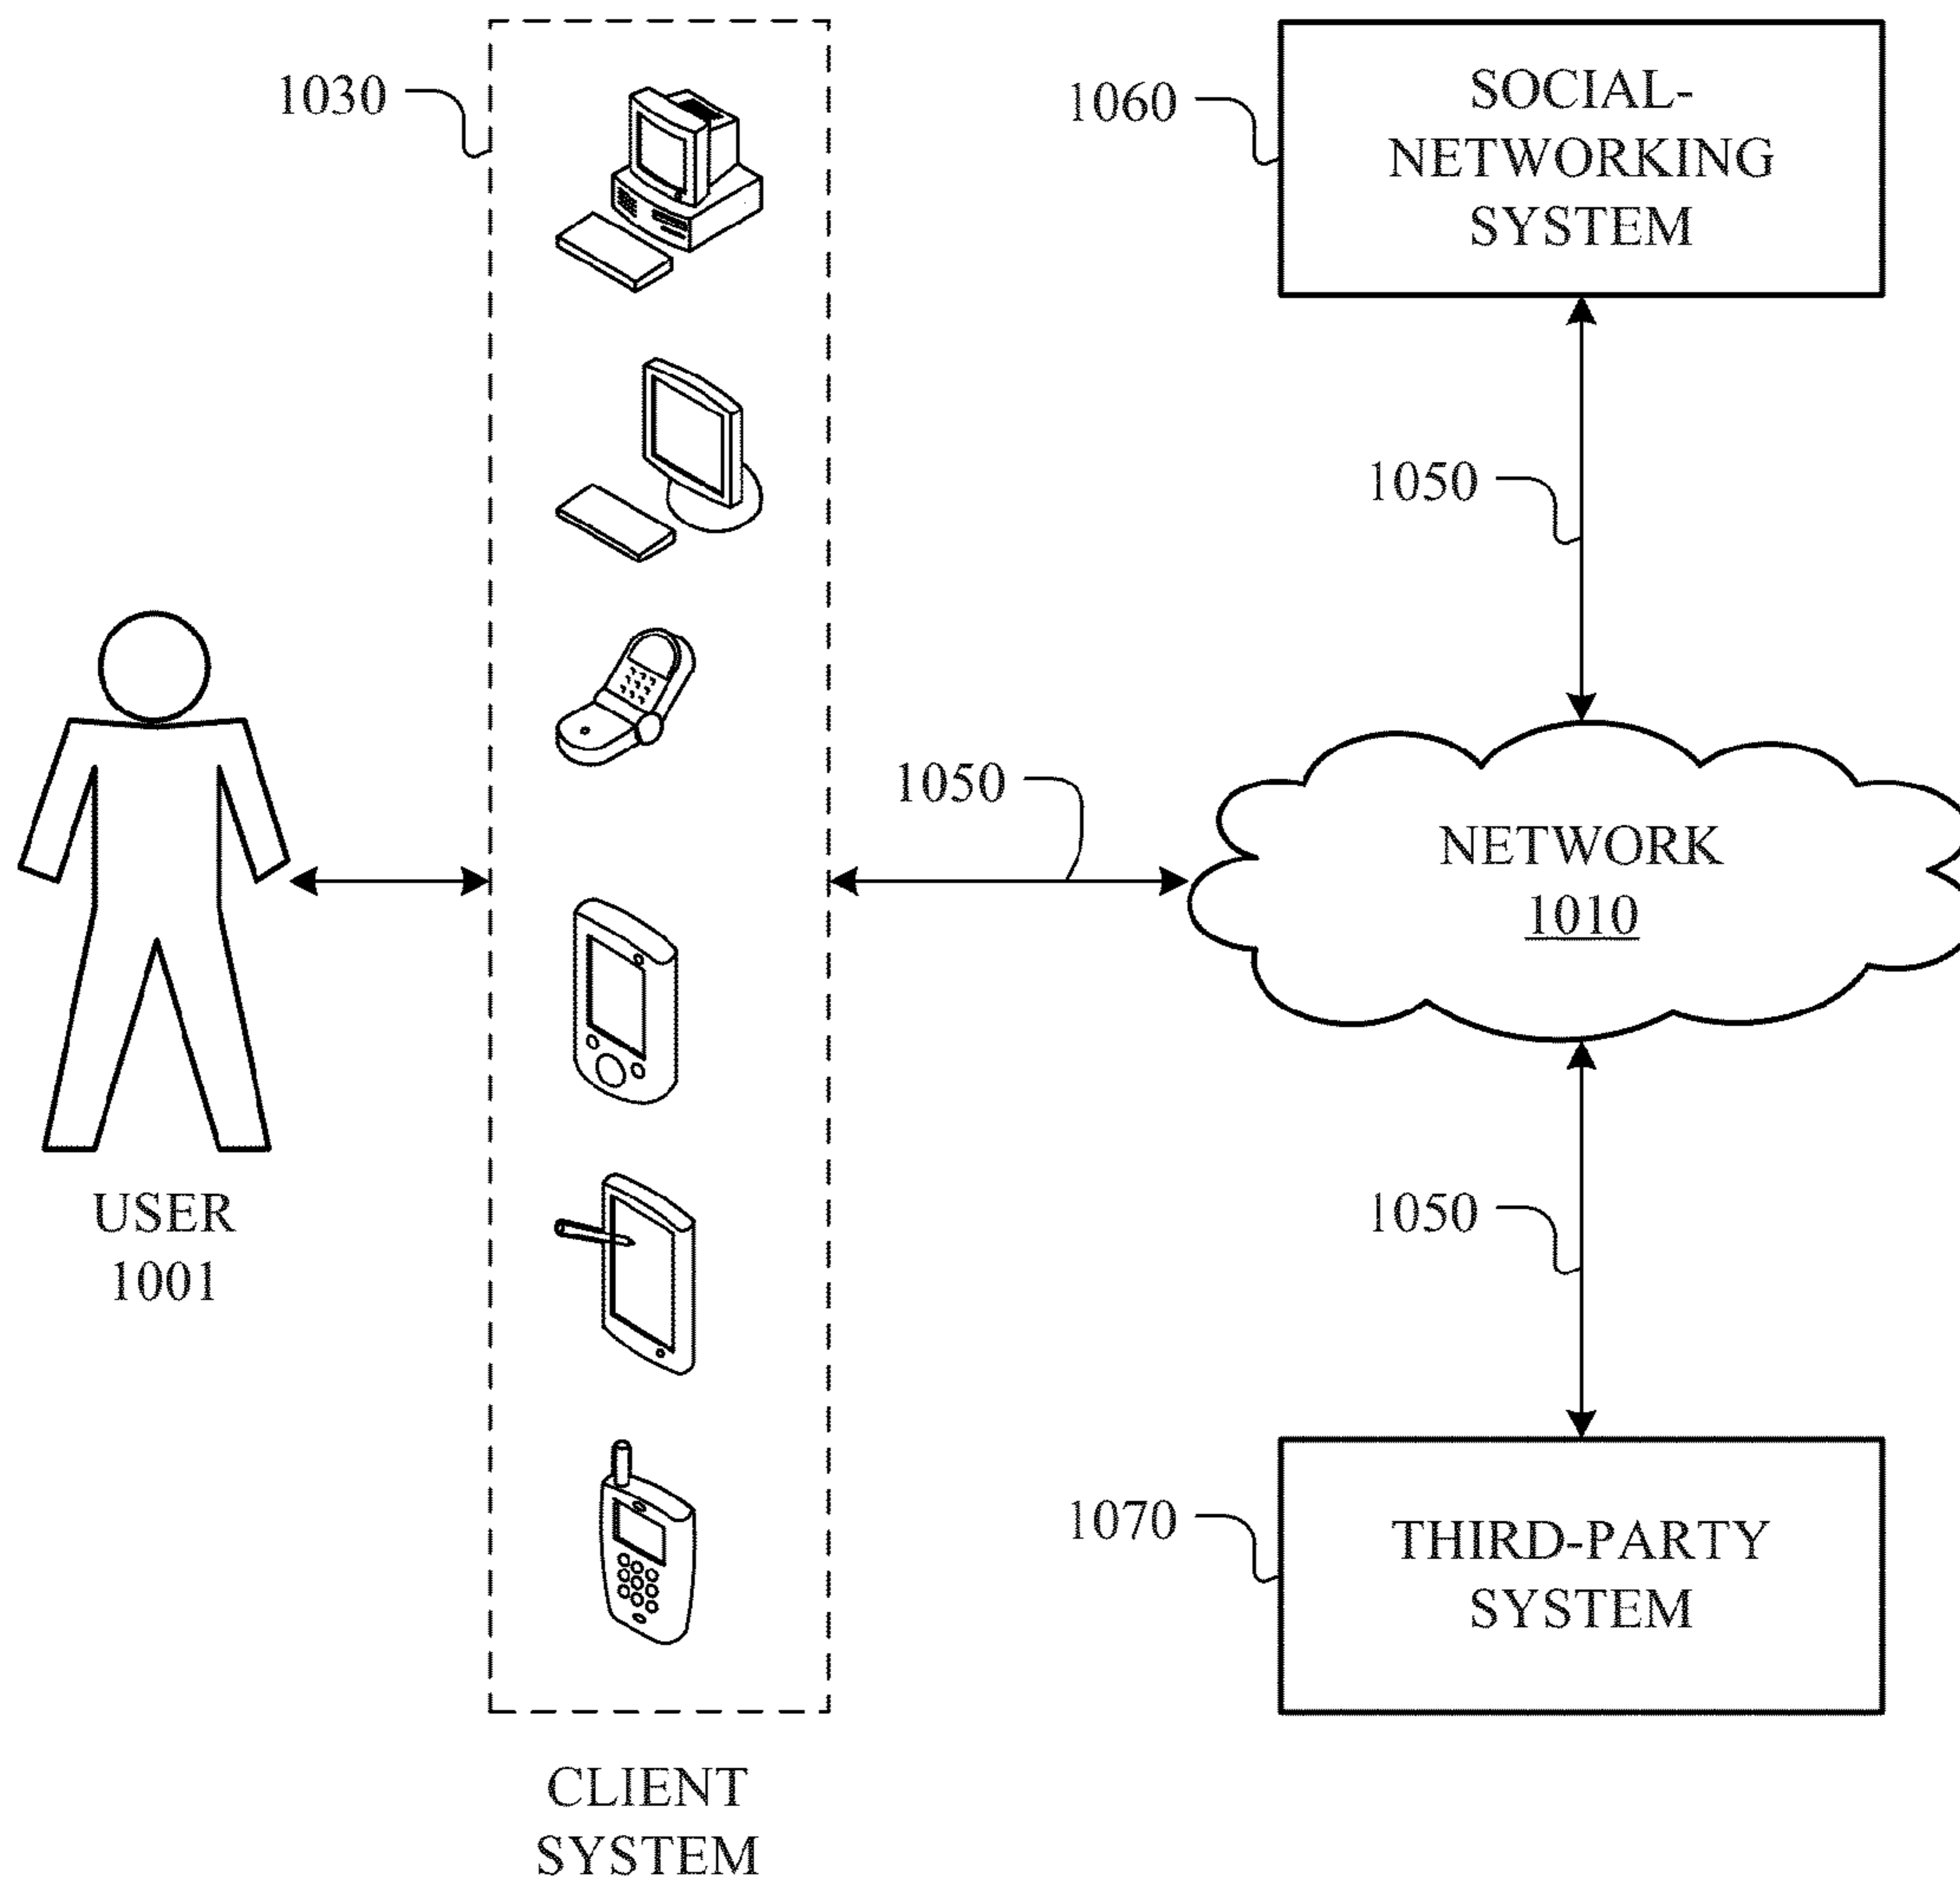 1030
1060
SOCIAL-
NETWORKING
SYSTEM
1050
1050
NETWORK
1010
USER
1001
1050
1070
THIRD-PARTY
SYSTEM
CLIENT
SYSTEM